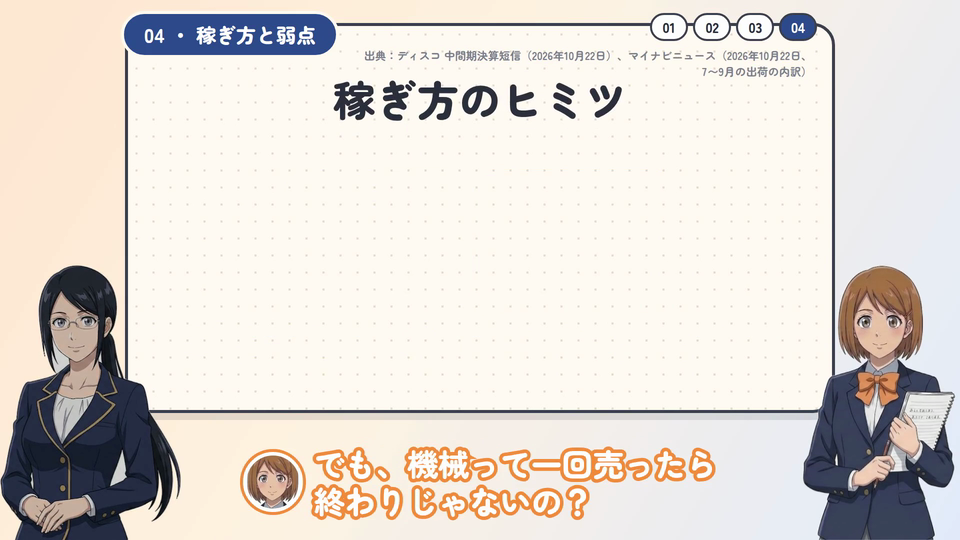 04 ・ 稼ぎ方と弱点
01 02 03 04
出典：ディスコ 中間期決算短信（2026年10月22日）、マイナビニュース（2026年10月22日、
7〜9月の出荷の内訳）
稼ぎ方のヒミツ
でも、機械って一回売ったら
終わりじゃないの？